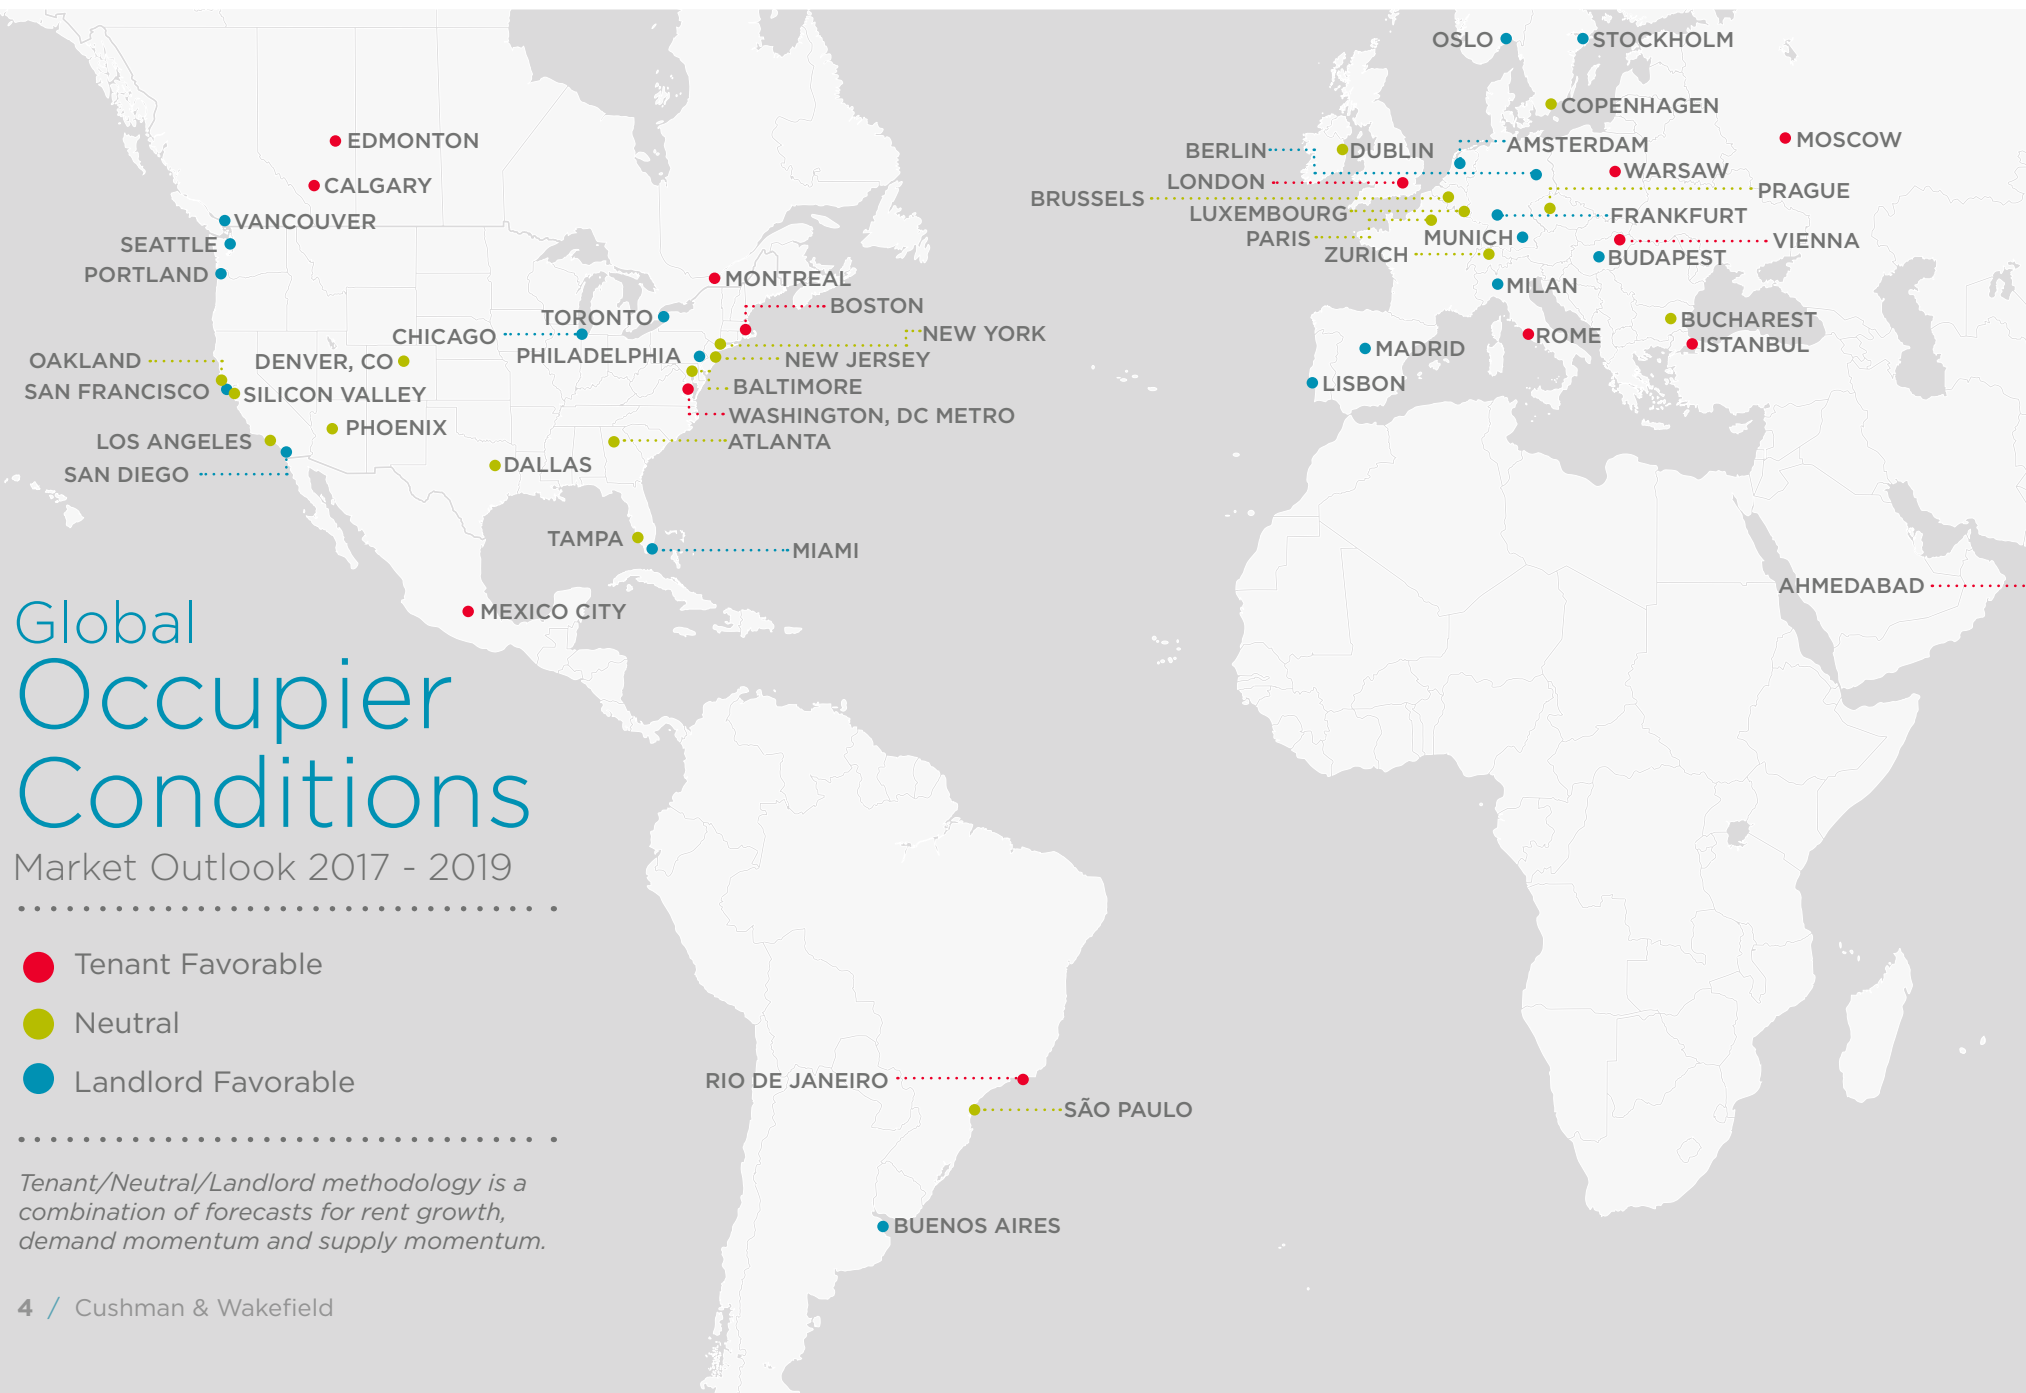 OSLO
STOCKHOLM
COPENHAGEN
EDMONTON
MOSCOW
AMSTERDAM
BERLIN
DUBLIN
WARSAW
LONDON
CALGARY
PRAGUE
BRUSSELS
LUXEMBOURG
FRANKFURT
VANCOUVER
PARIS
MUNICH
VIENNA
SEATTLE
ZURICH
BUDAPEST
PORTLAND
MONTREAL
MILAN
BOSTON
TORONTO
BUCHAREST
CHICAGO
NEW YORK
ROME
ISTANBUL
MADRID
PHILADELPHIA
NEW JERSEY
OAKLAND
DENVER, CO
LISBON
BALTIMORE
SAN FRANCISCO
SILICON VALLEY
WASHINGTON, DC METRO
PHOENIX
LOS ANGELES
ATLANTA
DALLAS
SAN DIEGO
TAMPA
MIAMI
AHMEDABAD
MEXICO CITY
Global
Occupier
Conditions
Market Outlook 2017 - 2019
Tenant Favorable
Neutral
Landlord Favorable
RIO DE JANEIRO
SÃO PAULO
BUENOS AIRES
Tenant/Neutral/Landlord methodology is a
combination of forecasts for rent growth,
demand momentum and supply momentum.
4 / Cushman & Wakefield